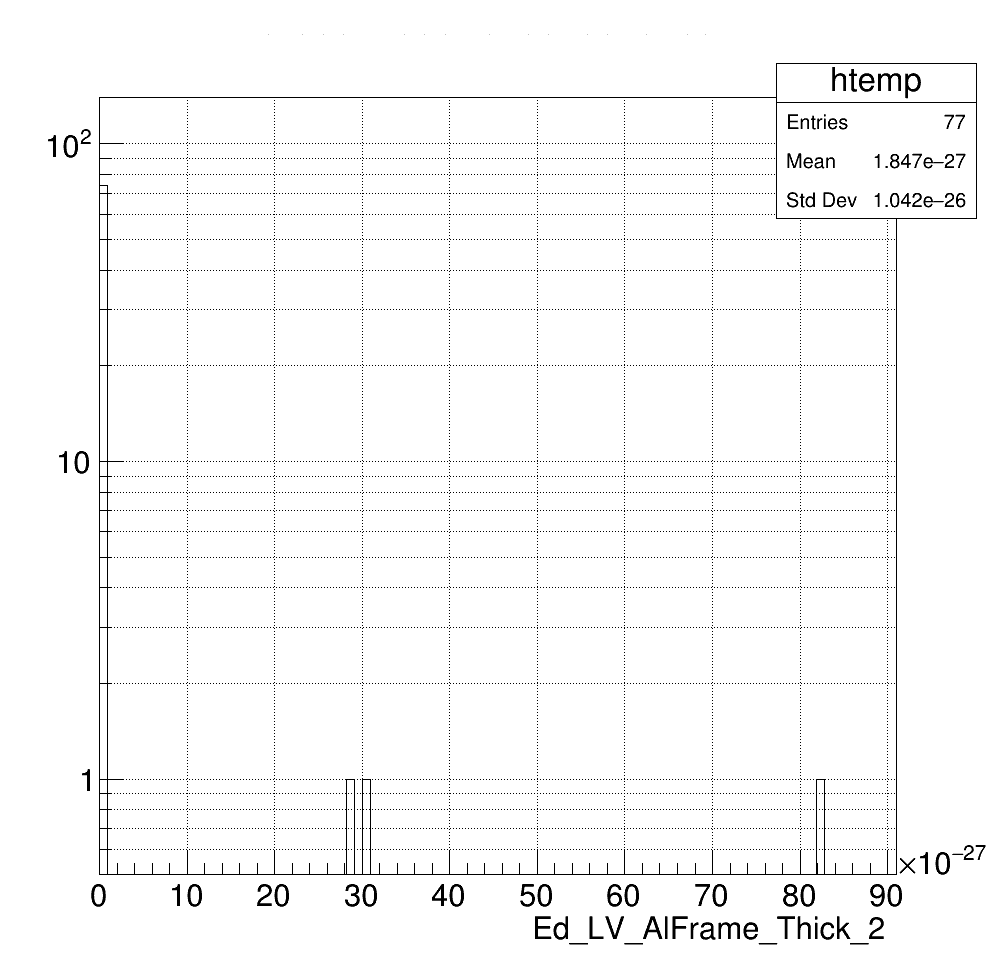 htemp
Entries 77
Mean 1.847e−27
Std Dev 1.042e−26
10²
10
1
0 10 20 30 40 50 60 70 80 90
×10⁻²⁷
Ed_LV_AlFrame_Thick_2